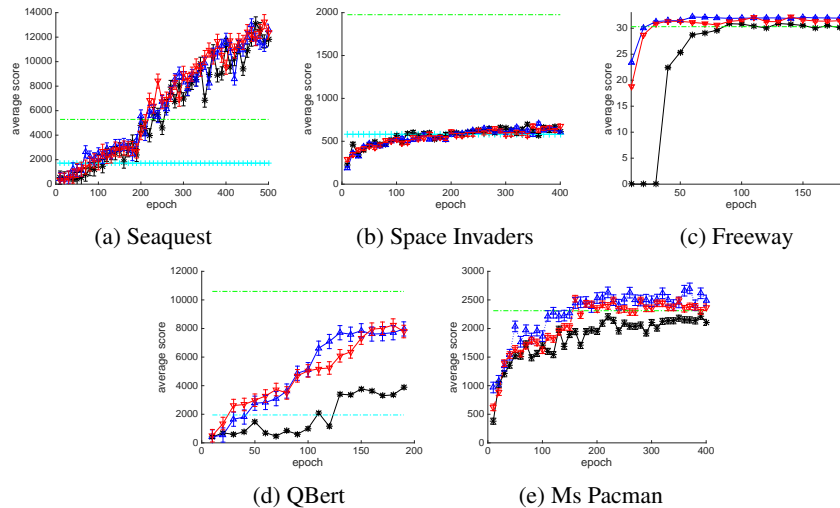 14000
12000
10000
8000
6000
4000
2000
0
0 100 200 300 400 500
average score
epoch
(a) Seaquest
2000
1500
1000
500
0
0 100 200 300 400
average score
epoch
(b) Space Invaders
30
25
20
15
10
5
0
50 100 150
average score
epoch
(c) Freeway
12000
10000
8000
6000
4000
2000
0
0 50 100 150 200
average score
epoch
(d) QBert
3000
2500
2000
1500
1000
500
0
0 100 200 300 400
average score
epoch
(e) Ms Pacman